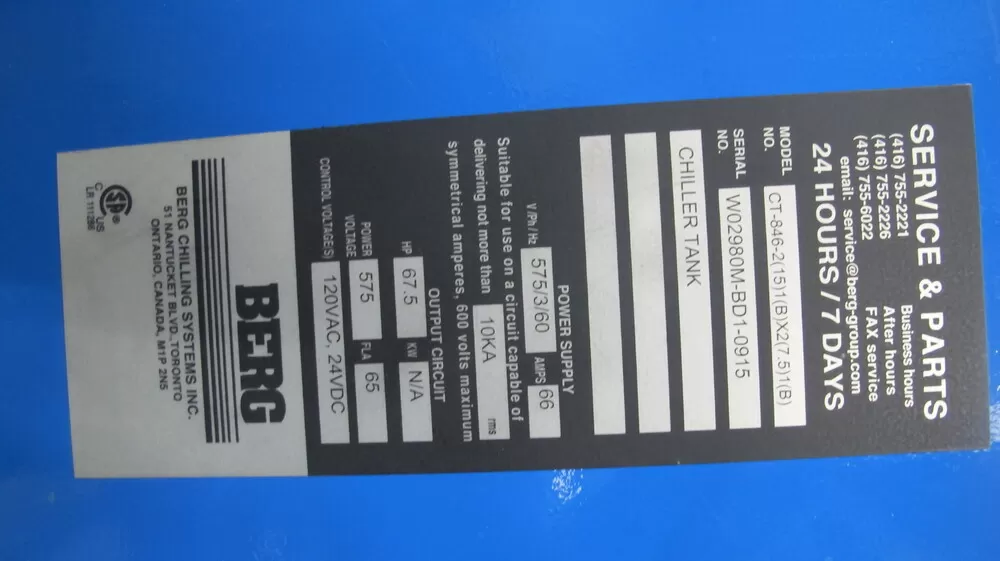 SERVICE & PARTS
(416) 755-2221 Business hours
(416) 755-2226 After hours
(416) 755-6022 FAX service
email: service@berg-group.com
24 HOURS / 7 DAYS
MODEL NO. CT-846-2(15)1(B)X2(7.5)1(B)
SERIAL NO. W02980M-BD1-0915
CHILLER TANK
POWER SUPPLY
V/Ph/Hz 575/3/60 AMPS 66
Suitable for use on a circuit capable of
delivering not more than 10KA rms
symmetrical amperes, 600 volts maximum
OUTPUT CIRCUIT
HP 67.5 KW N/A
POWER VOLTAGE 575 FLA 65
CONTROL VOLTAGE(S) 120VAC, 24VDC
BERG
BERG CHILLING SYSTEMS INC.
51 NANTUCKET BLVD., TORONTO
ONTARIO, CANADA, M1P 2N5
SA ®
C US